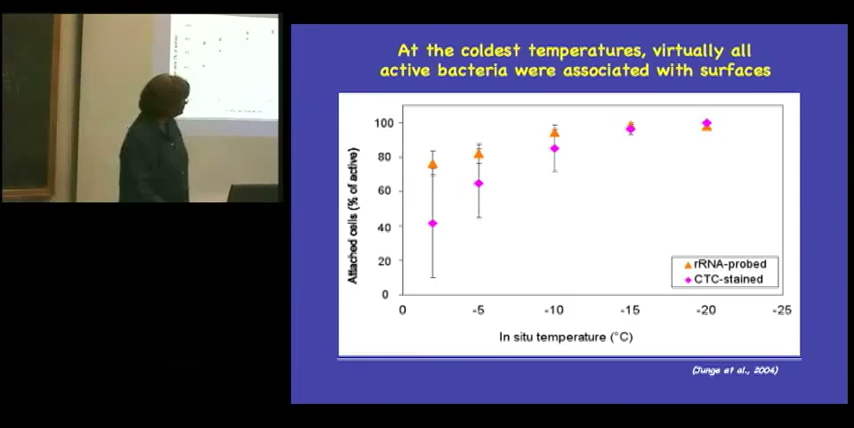 At the coldest temperatures, virtually all
active bacteria were associated with surfaces
Attached cells (% of active)
100
80
60
40
20
0
0
-5
-10
-15
-20
-25
rRNA-probed
CTC-stained
In situ temperature (°C)
(Junge et al., 2004)